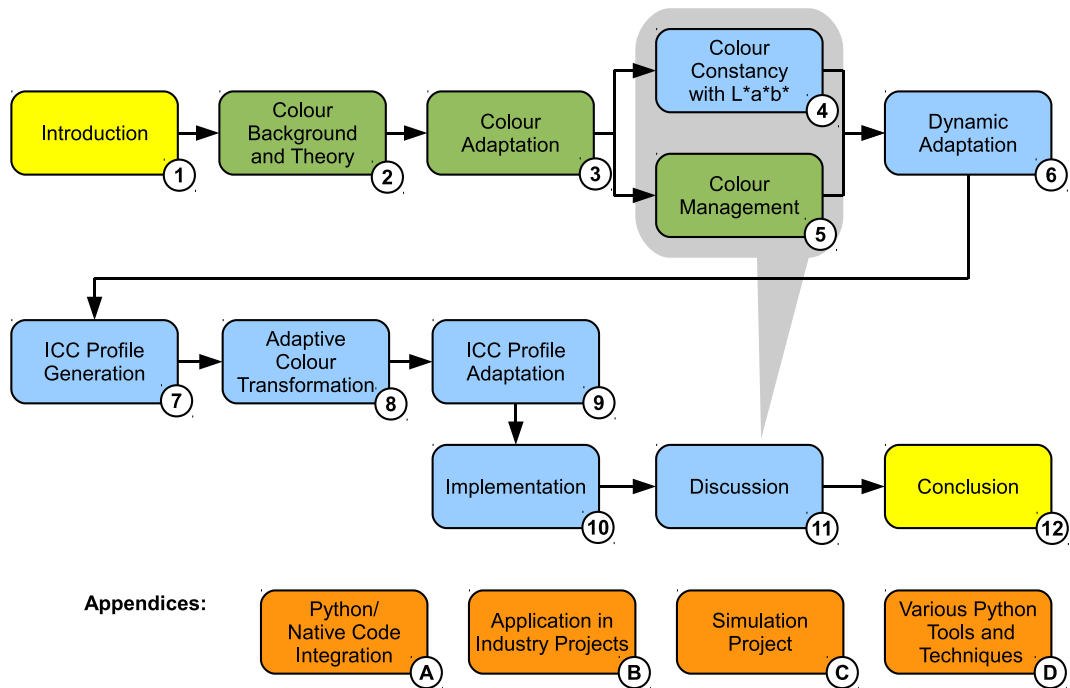 Introduction
1
Colour
Background
and Theory
2
Colour
Adaptation
3
Colour
Constancy
with L*a*b*
4
Colour
Management
5
Dynamic
Adaptation
6
ICC Profile
Generation
7
Adaptive
Colour
Transformation
8
ICC Profile
Adaptation
9
Implementation
10
Discussion
11
Conclusion
12
Appendices:
Python/
Native Code
Integration
A
Application in
Industry Projects
B
Simulation
Project
C
Various Python
Tools and
Techniques
D